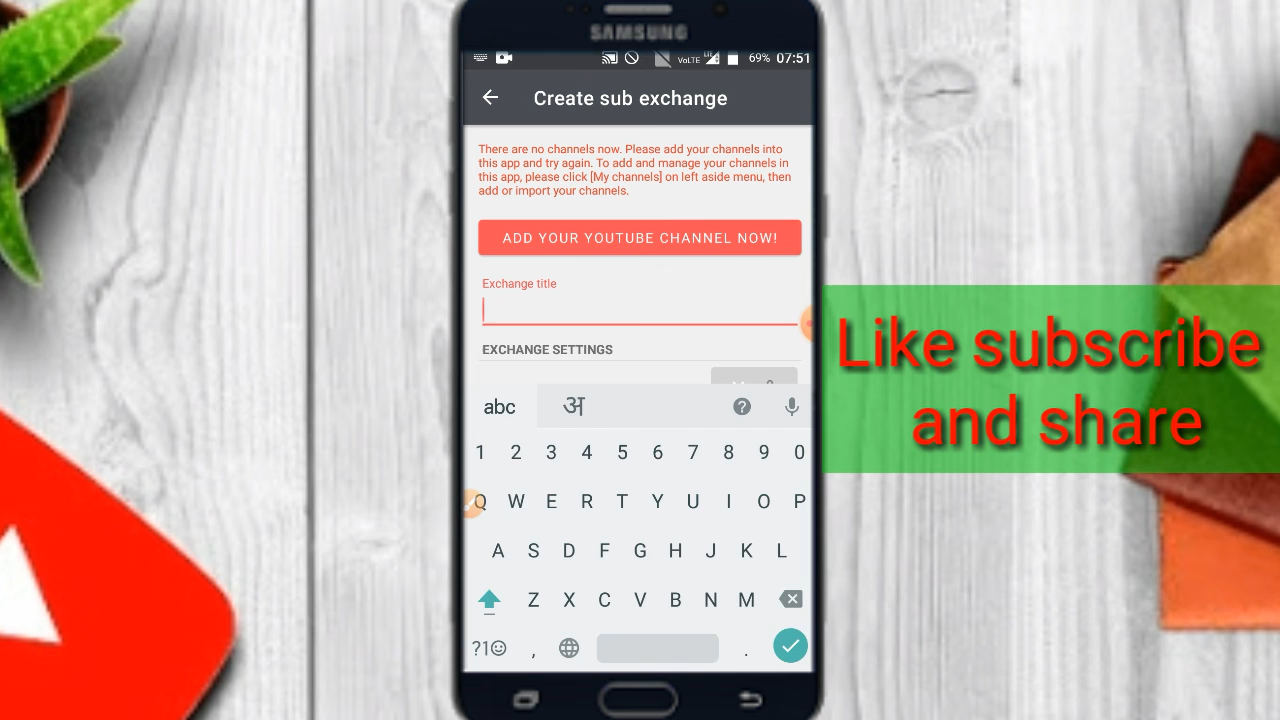 SAMSUNG
VoLTE LTE 69% 07:51
Create sub exchange
There are no channels now. Please add your channels into
this app and try again. To add and manage your channels in
this app, please click [My channels] on left aside menu, then
add or import your channels.
ADD YOUR YOUTUBE CHANNEL NOW!
Exchange title
EXCHANGE SETTINGS
abc अ
1 2 3 4 5 6 7 8 9 0
Q W E R T Y U I O P
A S D F G H J K L
Z X C V B N M
?1☺ , .
Like subscribe
and share